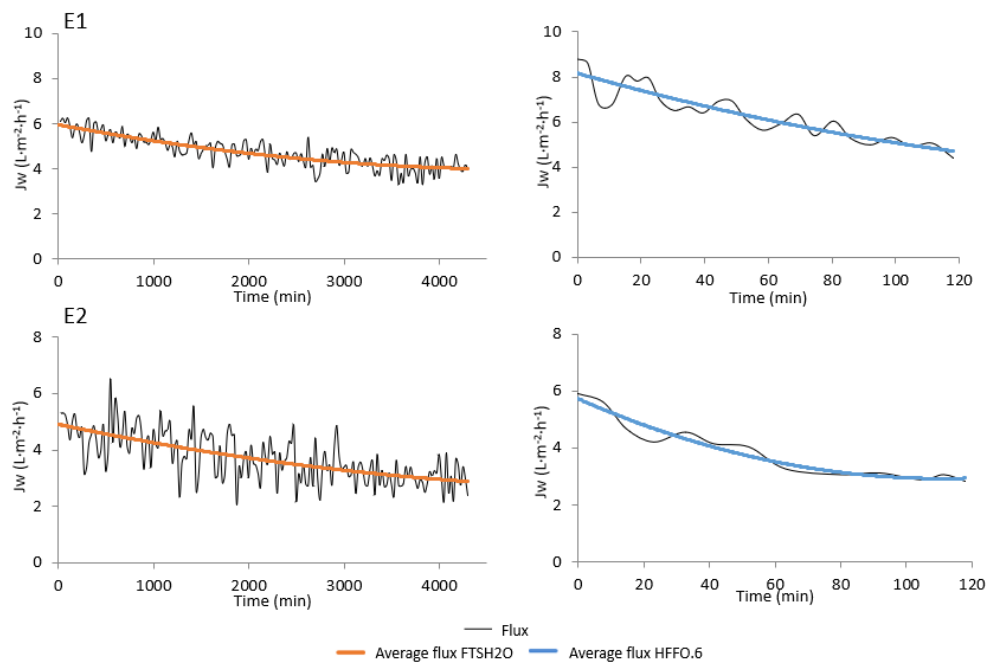 E1
10
8
6
4
2
0
Jw (L·m⁻²·h⁻¹)
0 1000 2000 3000 4000
Time (min)
10
8
6
4
2
0
Jw (L·m⁻²·h⁻¹)
0 20 40 60 80 100 120
Time (min)
E2
8
6
4
2
0
Jw (L·m⁻²·h⁻¹)
0 1000 2000 3000 4000
Time (min)
8
6
4
2
0
Jw (L·m⁻²·h⁻¹)
0 20 40 60 80 100 120
Time (min)
Flux
Average flux FTSH2O Average flux HFFO.6